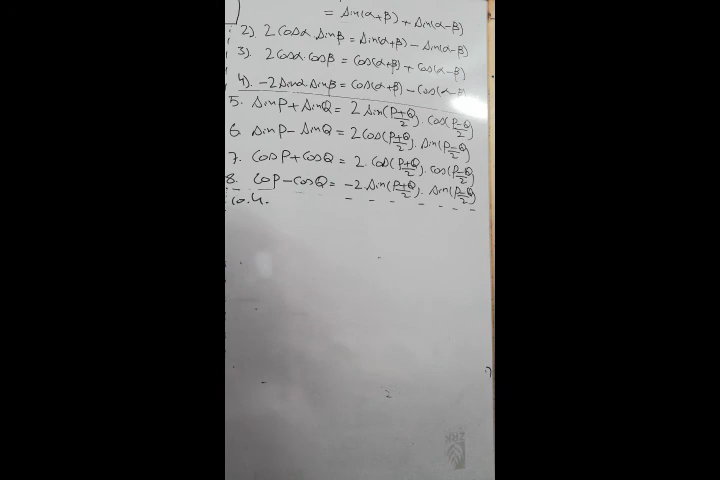 = Sin(α+β) + Sin(α-β)
2). 2 Cosα . Sinβ = Sin(α+β) - Sin(α-β)
3). 2 Cosα . Cosβ = Cos(α+β) + Cos(α-β)
4). -2 Sinα Sinβ = Cos(α+β) - Cos(α-β)
5. SinP + SinQ = 2 Sin(P+Q/2) . Cos(P-Q/2)
6. SinP - SinQ = 2 Cos(P+Q/2) . Sin(P-Q/2)
7. CosP + CosQ = 2 . Cos(P+Q/2) . Cos(P-Q/2)
8. CosP - CosQ = -2 Sin(P+Q/2) . Sin(P-Q/2)
10.4.